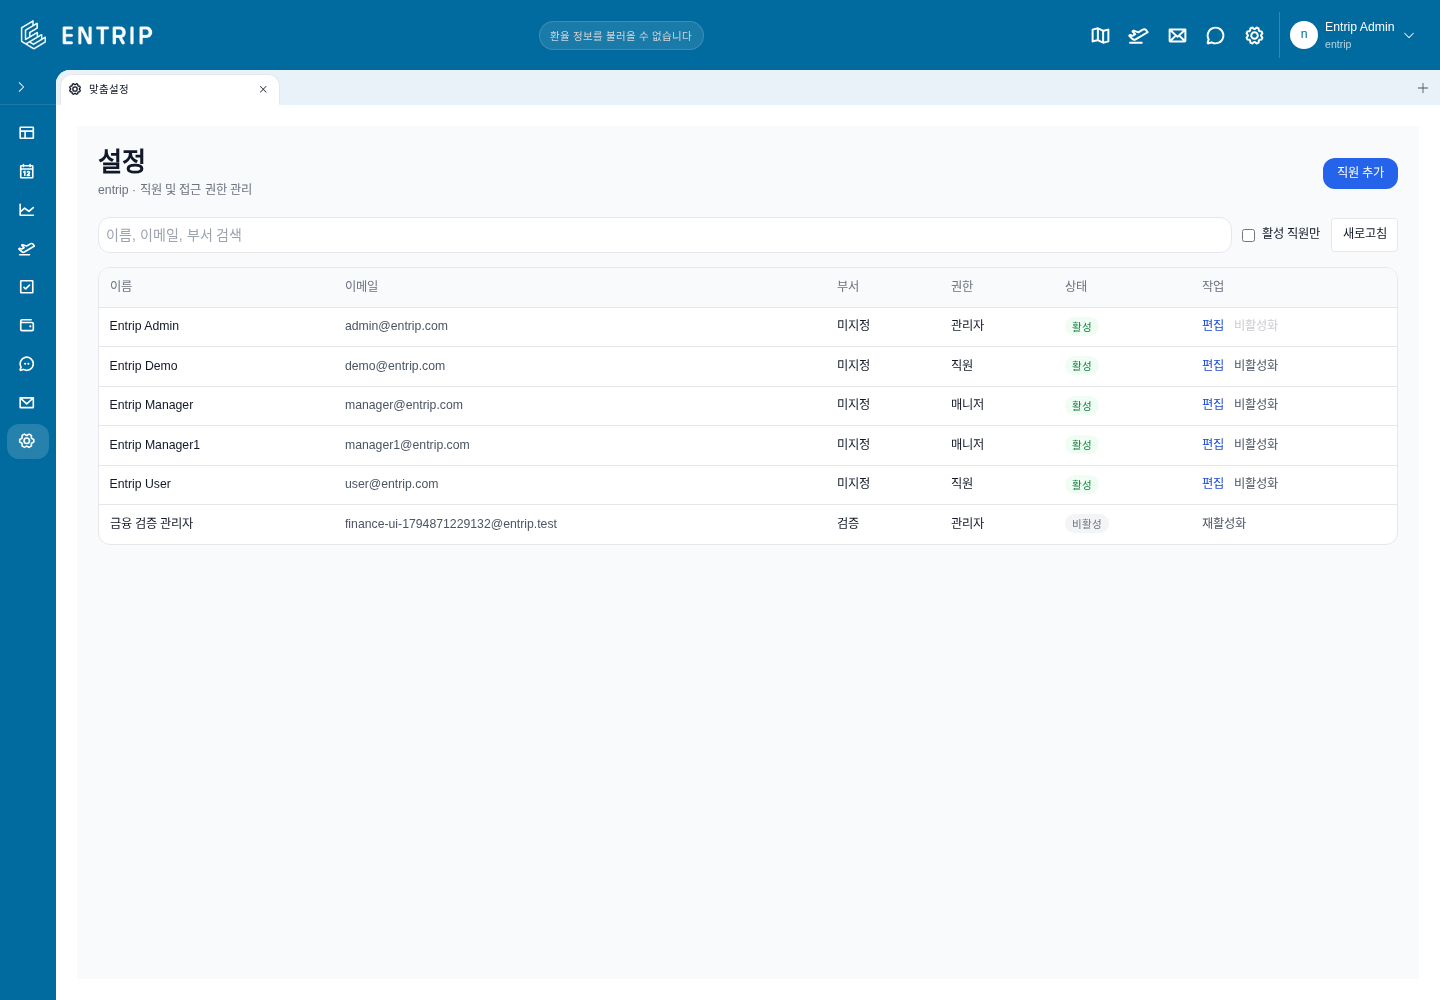 ENTRIP
환율 정보를 불러올 수 없습니다
n
Entrip Admin
entrip
맞춤설정
설정
entrip · 직원 및 접근 권한 관리
직원 추가
이름, 이메일, 부서 검색
활성 직원만
새로고침
이름 이메일 부서 권한 상태 작업
Entrip Admin admin@entrip.com 미지정 관리자 활성 편집 비활성화
Entrip Demo demo@entrip.com 미지정 직원 활성 편집 비활성화
Entrip Manager manager@entrip.com 미지정 매니저 활성 편집 비활성화
Entrip Manager1 manager1@entrip.com 미지정 매니저 활성 편집 비활성화
Entrip User user@entrip.com 미지정 직원 활성 편집 비활성화
금융 검증 관리자 finance-ui-1794871229132@entrip.test 검증 관리자 비활성 재활성화